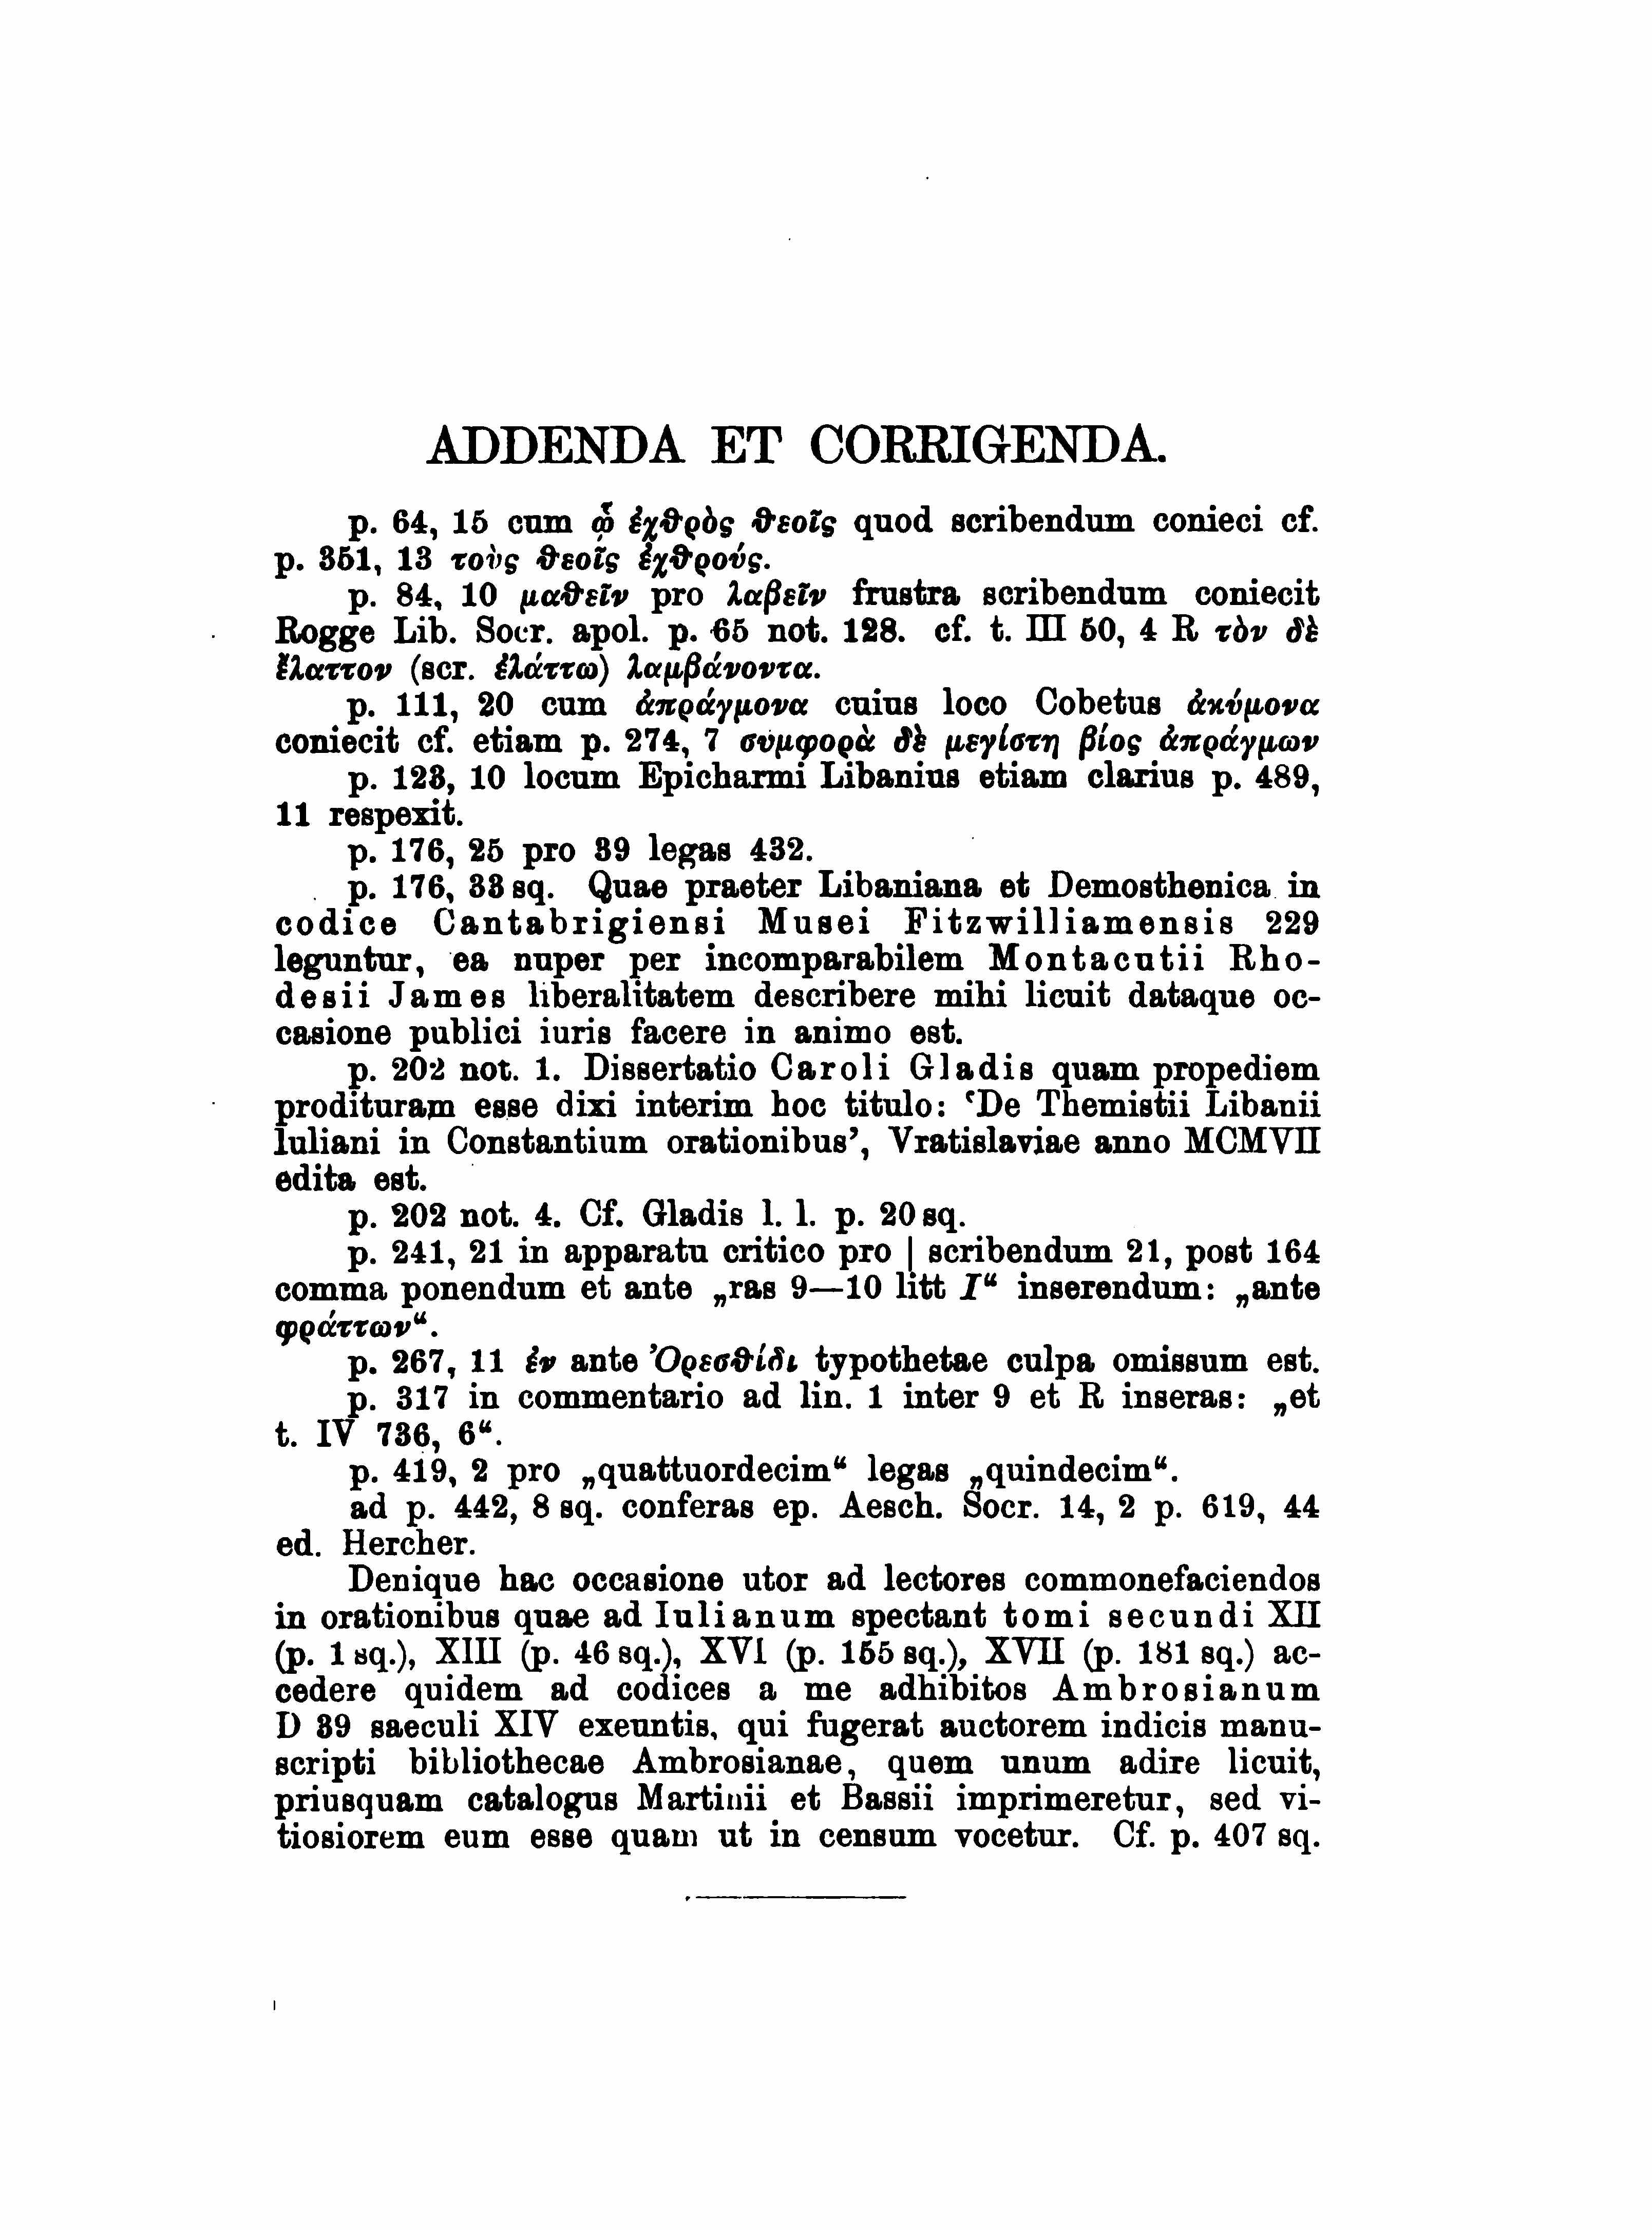 ADDENDA ET CORRIGENDA.
p. 64, 15 cum ᾧ ἐχθρὸς θεοῖς quod scribendum conieci cf.
p. 351, 13 τοὺς θεοῖς ἐχθρούς.
p. 84, 10 μαθεῖν pro λαβεῖν frustra scribendum coniecit
Rogge Lib. Socr. apol. p. 65 not. 128. cf. t. III 50, 4 R τὸν δὲ
ἔλαττον (scr. ἐλάττω) λαμβάνοντα.
p. 111, 20 cum ἀπράγμονα cuius loco Cobetus ἀκύμονα
coniecit cf. etiam p. 274, 7 συμφορὰ δὲ μεγίστη βίος ἀπράγμων
p. 123, 10 locum Epicharmi Libanius etiam clarius p. 489,
11 respexit.
p. 176, 25 pro 39 legas 432.
p. 176, 33 sq. Quae praeter Libaniana et Demosthenica in
codice Cantabrigiensi Musei Fitzwilliamensis 229
leguntur, ea nuper per incomparabilem Montacutii Rho-
desii James liberalitatem describere mihi licuit dataque oc-
casione publici iuris facere in animo est.
p. 202 not. 1. Dissertatio Caroli Gladis quam propediem
prodituram esse dixi interim hoc titulo: ‘De Themistii Libanii
Iuliani in Constantium orationibus’, Vratislaviae anno MCMVII
edita est.
p. 202 not. 4. Cf. Gladis l. l. p. 20 sq.
p. 241, 21 in apparatu critico pro | scribendum 21, post 164
comma ponendum et ante „ras 9—10 litt I“ inserendum: „ante
φράττων“.
p. 267, 11 ἐν ante Ὀρεσθίδι typothetae culpa omissum est.
p. 317 in commentario ad lin. 1 inter 9 et R inseras: „et
t. IV 736, 6“.
p. 419, 2 pro „quattuordecim“ legas „quindecim“.
ad p. 442, 8 sq. conferas ep. Aesch. Socr. 14, 2 p. 619, 44
ed. Hercher.
Denique hac occasione utor ad lectores commonefaciendos
in orationibus quae ad Iulianum spectant tomi secundi XII
(p. 1 sq.), XIII (p. 46 sq.), XVI (p. 155 sq.), XVII (p. 181 sq.) ac-
cedere quidem ad codices a me adhibitos Ambrosianum
D 39 saeculi XIV exeuntis, qui fugerat auctorem indicis manu-
scripti bibliothecae Ambrosianae, quem unum adire licuit,
priusquam catalogus Martinii et Bassii imprimeretur, sed vi-
tiosiorem eum esse quam ut in censum vocetur. Cf. p. 407 sq.